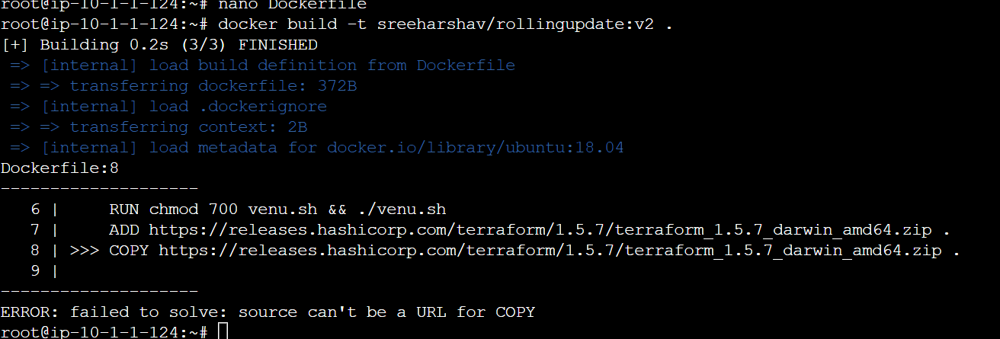 root@ip-10-1-1-124:~# nano Dockerfile
root@ip-10-1-1-124:~# docker build -t sreeharshav/rollingupdate:v2 .
[+] Building 0.2s (3/3) FINISHED
=> [internal] load build definition from Dockerfile
=> => transferring dockerfile: 372B
=> [internal] load .dockerignore
=> => transferring context: 2B
=> [internal] load metadata for docker.io/library/ubuntu:18.04
Dockerfile:8
--------------------
6 |     RUN chmod 700 venu.sh && ./venu.sh
7 |     ADD https://releases.hashicorp.com/terraform/1.5.7/terraform_1.5.7_darwin_amd64.zip .
8 | >>> COPY https://releases.hashicorp.com/terraform/1.5.7/terraform_1.5.7_darwin_amd64.zip .
9 |
--------------------
ERROR: failed to solve: source can't be a URL for COPY
root@ip-10-1-1-124:~#